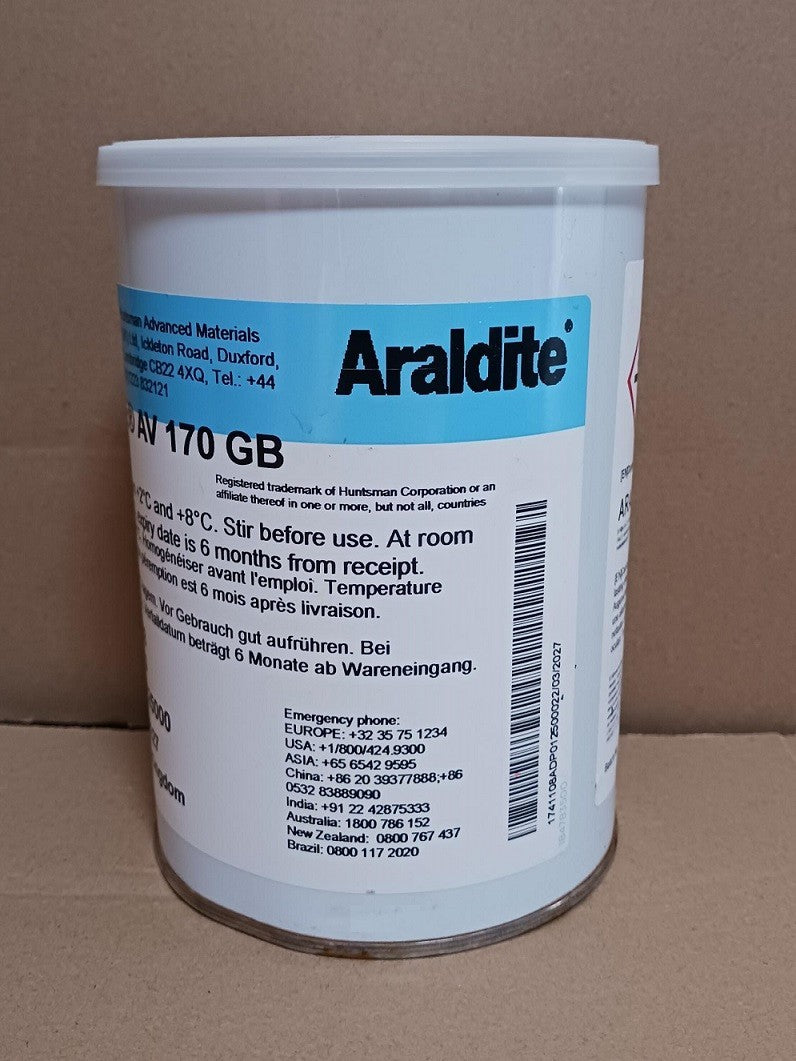 Advanced Materials
Ickleton Road, Duxford,
CB22 4XQ, Tel.: +44
832121
Araldite®
AV 170 GB
Registered trademark of Huntsman Corporation or an
affiliate thereof in one or more, but not all, countries
+2°C and +8°C. Stir before use. At room
expiry date is 6 months from receipt.
Homogénéiser avant l'emploi. Temperature
est 6 mois après livraison.
Vor Gebrauch gut aufrühren. Bei
beträgt 6 Monate ab Wareneingang.
Emergency phone:
EUROPE: +32 35 75 1234
USA: +1/800/424.9300
ASIA: +65 6542 9595
China: +86 20 39377888;+86
0532 83889090
India: +91 22 42875333
Australia: 1800 786 152
New Zealand: 0800 767 437
Brazil: 0800 117 2020
1741108ADP012500022/03/2027